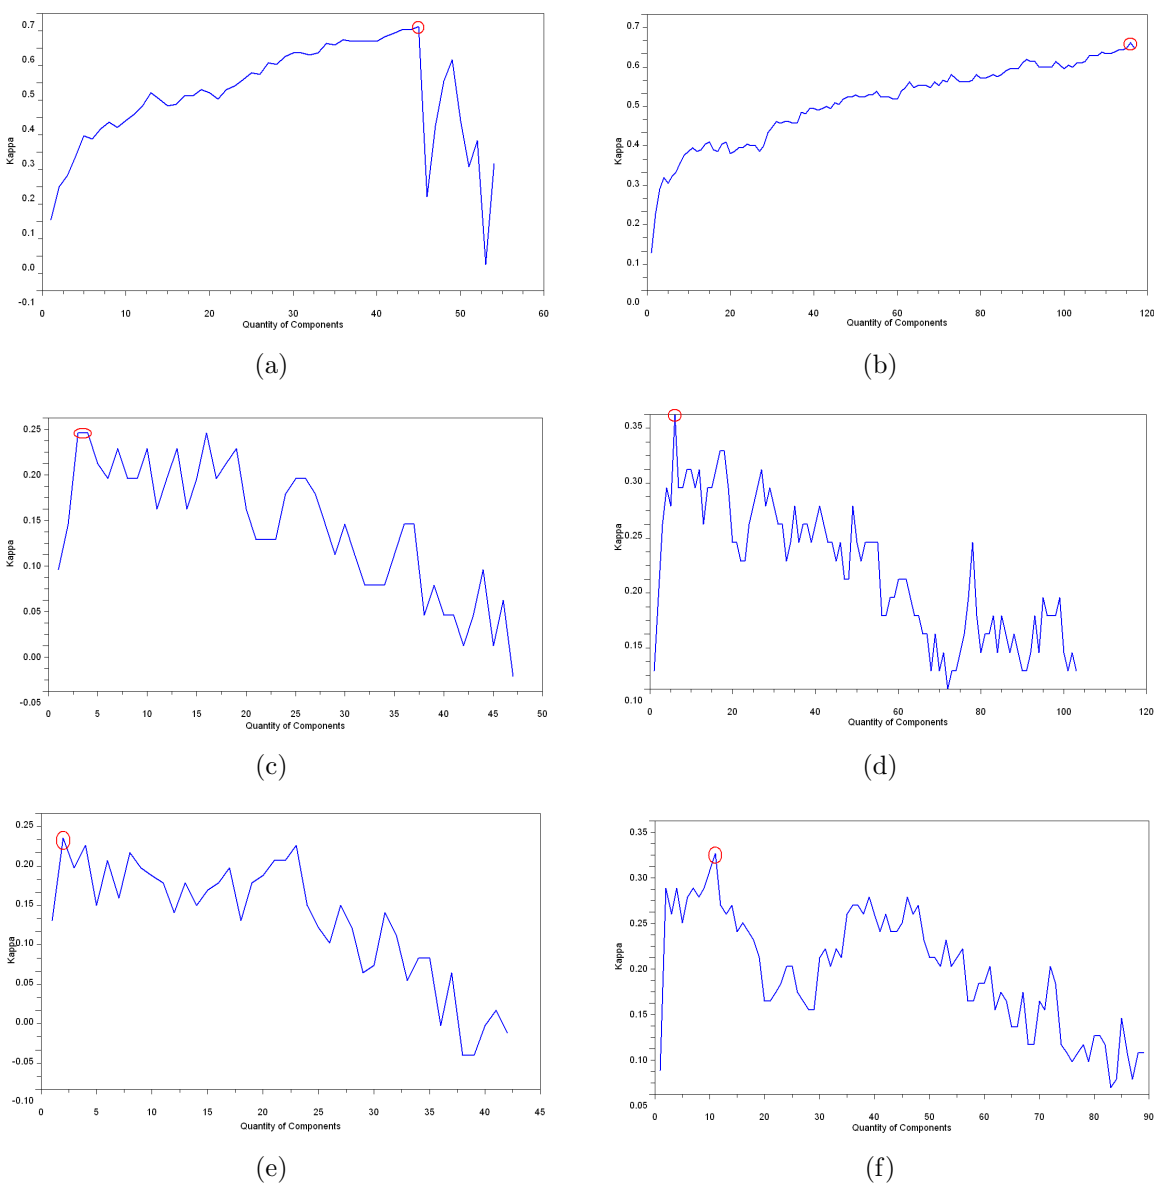 0.7
0.6
0.5
0.4
0.3
0.2
0.1
0.0
-0.1
Kappa
0 10 20 30 40 50 60
Quantity of Components
(a)
0.7
0.6
0.5
0.4
0.3
0.2
0.1
0.0
Kappa
0 20 40 60 80 100 120
Quantity of Components
(b)
0.25
0.20
0.15
0.10
0.05
0.00
-0.05
Kappa
0 5 10 15 20 25 30 35 40 45 50
Quantity of Components
(c)
0.35
0.30
0.25
0.20
0.15
0.10
Kappa
0 20 40 60 80 100 120
Quantity of Components
(d)
0.25
0.20
0.15
0.10
0.05
0.00
-0.05
-0.10
Kappa
0 5 10 15 20 25 30 35 40 45
Quantity of Components
(e)
0.35
0.30
0.25
0.20
0.15
0.10
0.05
Kappa
0 10 20 30 40 50 60 70 80 90
Quantity of Components
(f)